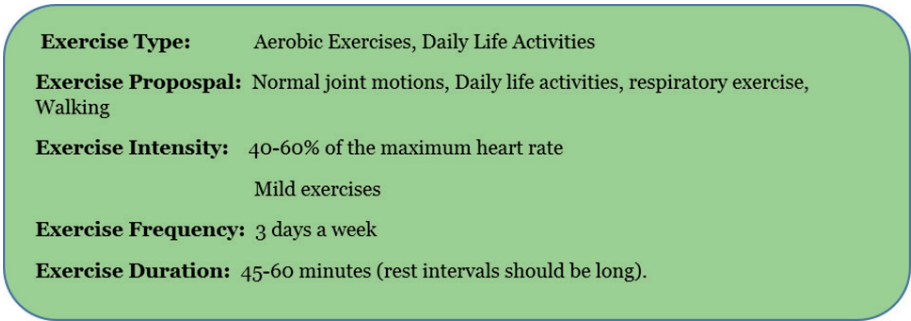 Exercise Type: Aerobic Exercises, Daily Life Activities
Exercise Propospal: Normal joint motions, Daily life activities, respiratory exercise,
Walking
Exercise Intensity: 40-60% of the maximum heart rate
Mild exercises
Exercise Frequency: 3 days a week
Exercise Duration: 45-60 minutes (rest intervals should be long).